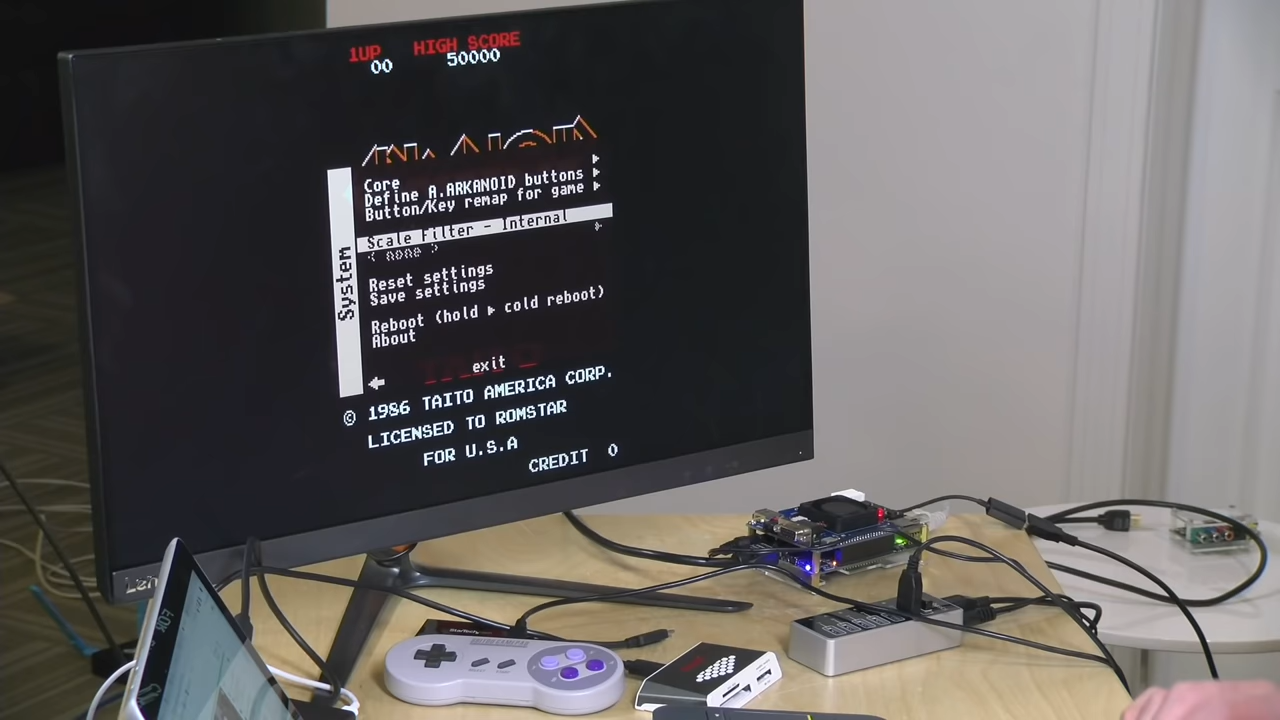 1UP HIGH SCORE
00 50000
Core
Define A.ARKANOID buttons
Button/Key remap for game
Scale Filter - Internal
< none >
Reset settings
Save settings
Reboot (hold ▶ cold reboot)
About
exit
System
© 1986 TAITO AMERICA CORP.
LICENSED TO ROMSTAR
FOR U.S.A
CREDIT 0
StarTech